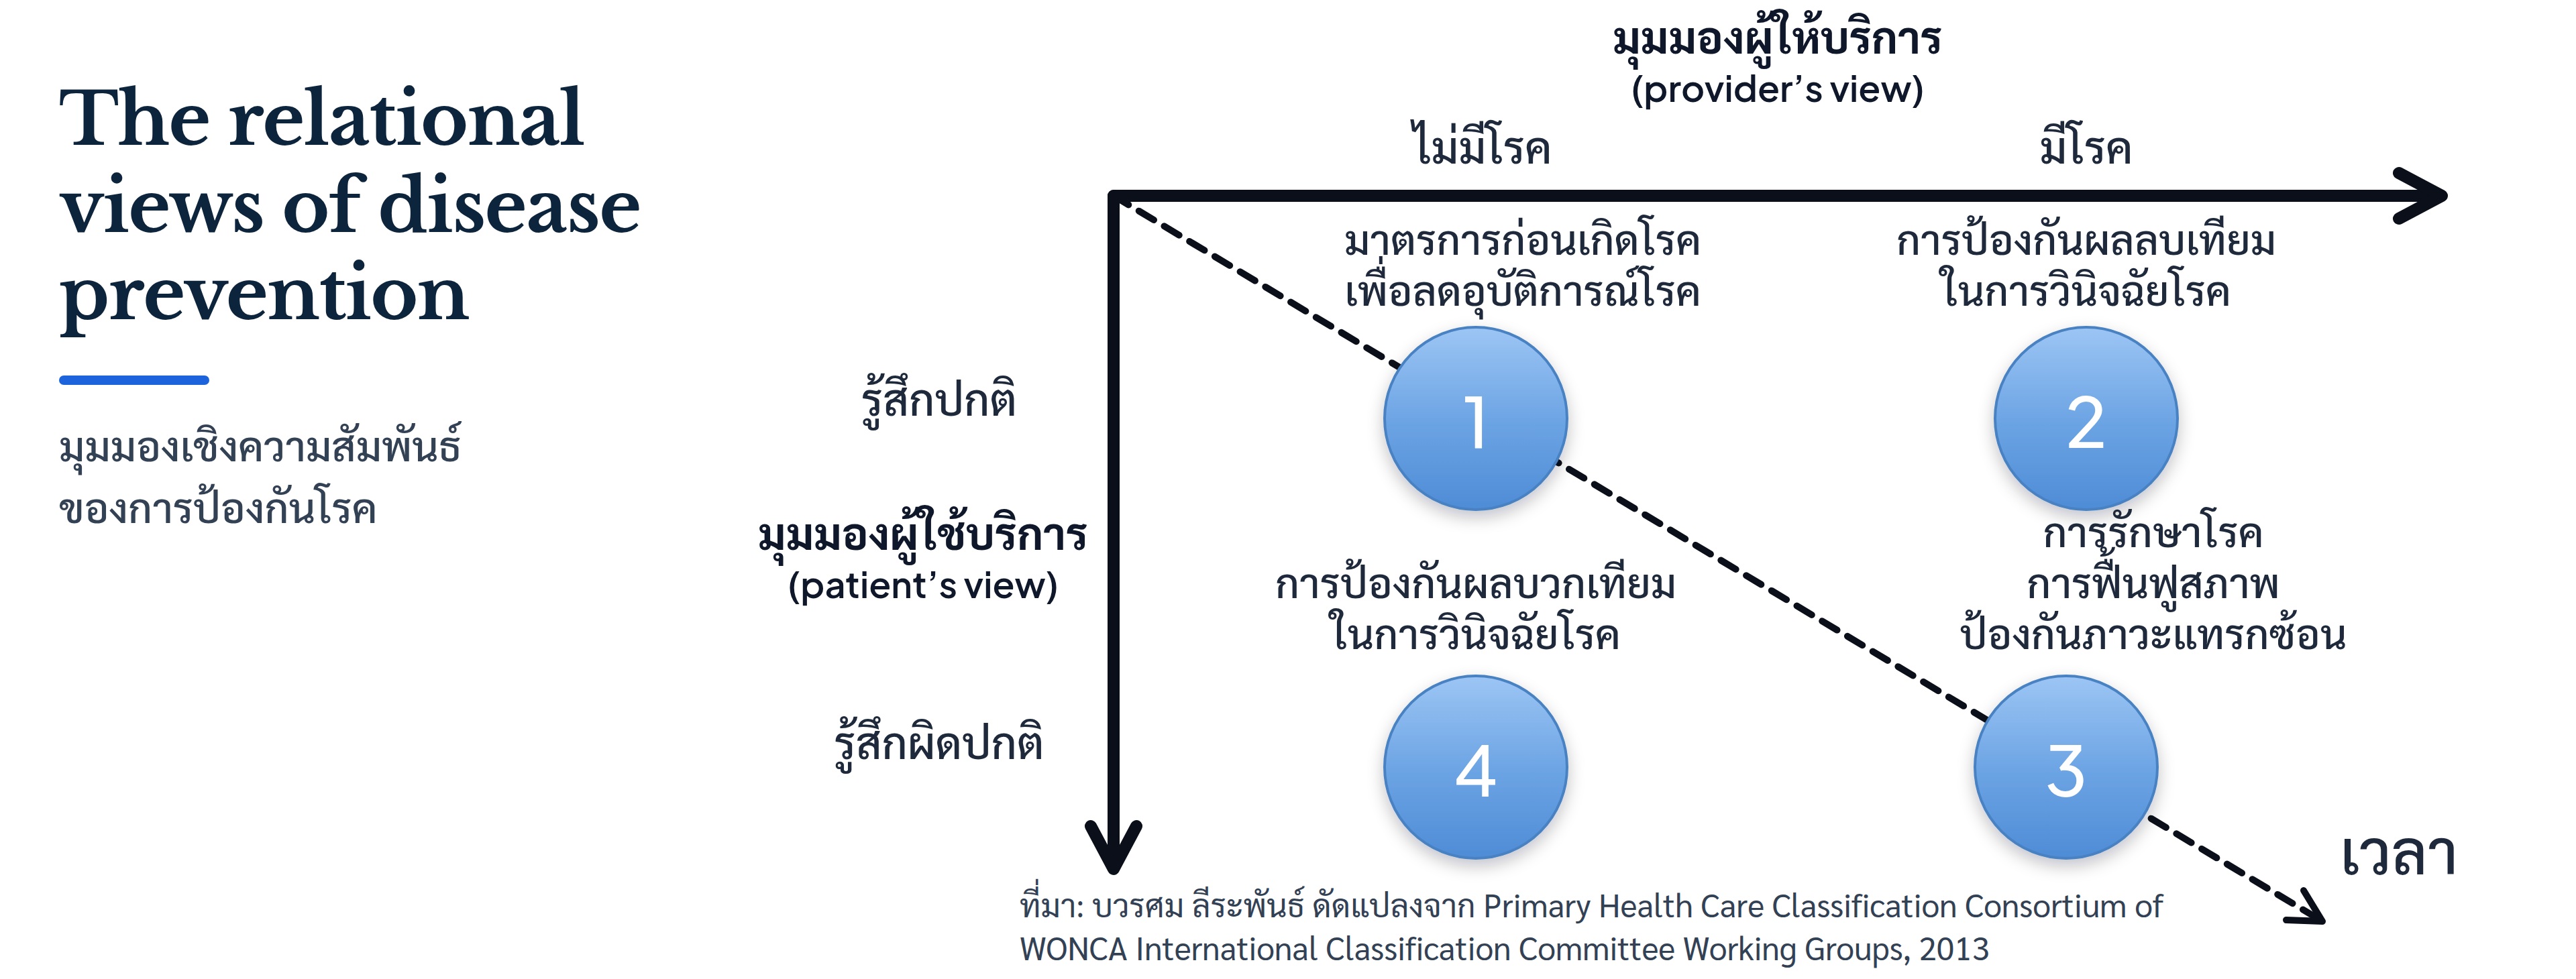 The relational
views of disease
prevention
มุมมองเชิงความสัมพันธ์
ของการป้องกันโรค
มุมมองผู้ให้บริการ
(provider’s view)
ไม่มีโรค
มีโรค
มาตรการก่อนเกิดโรค
เพื่อลดอุบัติการณ์โรค
การป้องกันผลลบเทียม
ในการวินิจฉัยโรค
รู้สึกปกติ
1
2
มุมมองผู้ใช้บริการ
(patient’s view)
การป้องกันผลบวกเทียม
ในการวินิจฉัยโรค
การรักษาโรค
การฟื้นฟูสภาพ
ป้องกันภาวะแทรกซ้อน
รู้สึกผิดปกติ
4
3
เวลา
ที่มา: บวรศม ลีระพันธ์ ดัดแปลงจาก Primary Health Care Classification Consortium of
WONCA International Classification Committee Working Groups, 2013